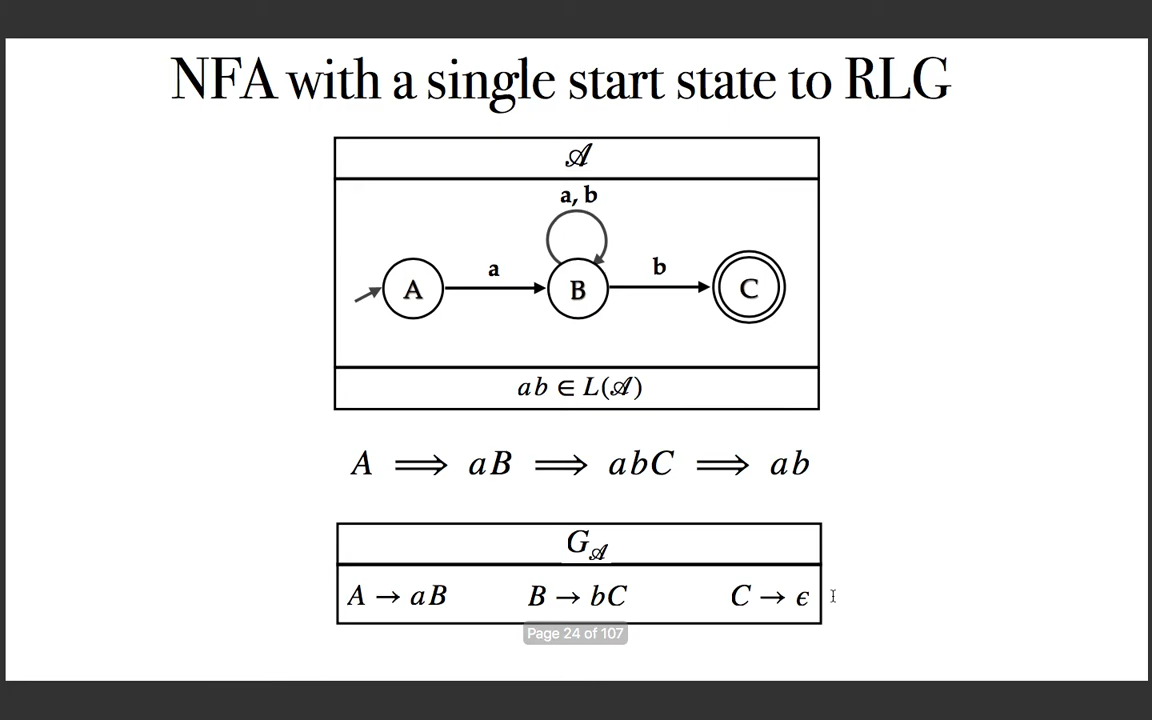 NFA with a single start state to RLG
𝒜
a, b
a
b
A
B
C
ab ∈ L(𝒜)
A ⟹ aB ⟹ abC ⟹ ab
G𝒜
A → aB B → bC C → ϵ
Page 24 of 107